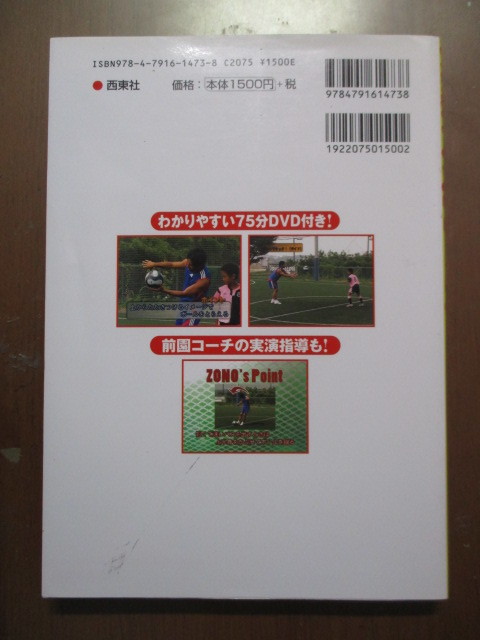 ISBN978-4-7916-1473-8 C2075 ¥1500E
●西東社
価格：本体1500円+税
9784791614738
1922075015002
わかりやすい75分DVD付き!
前園コーチの実演指導も!
ZONO's Point